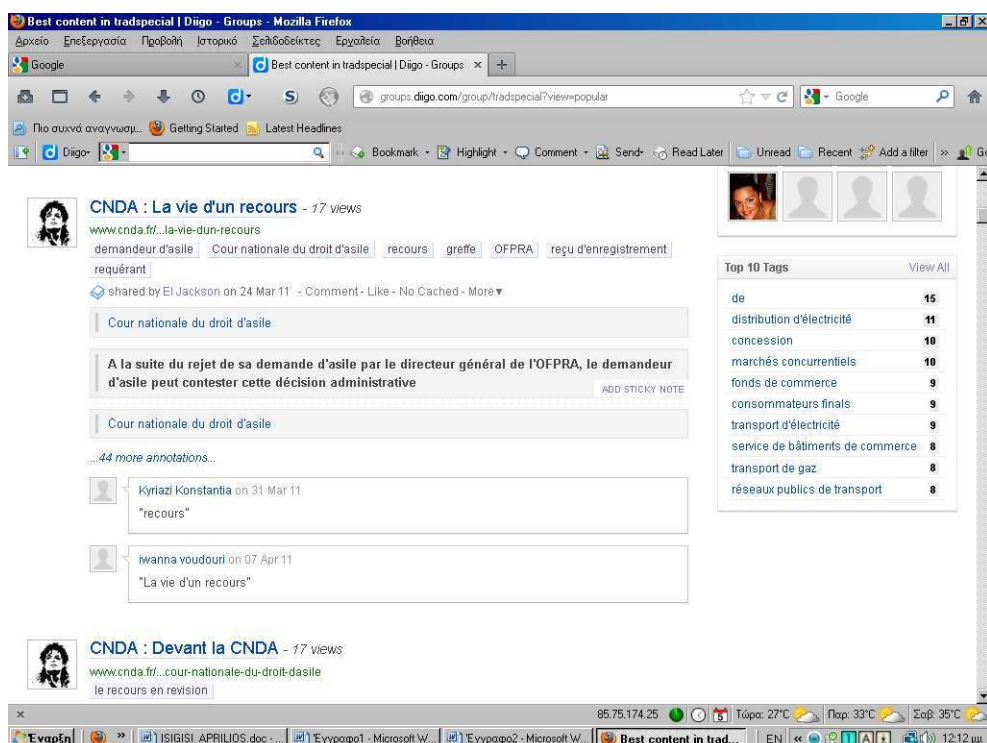 Best content in tradspecial | Diigo - Groups - Mozilla Firefox
Αρχείο Επεξεργασία Προβολή Ιστορικό Σελιδοδείκτες Εργαλεία Βοήθεια
Google
Best content in tradspecial | Diigo - Groups
groups.diigo.com/group/tradspecial?view=popular
Google
Πιο συχνά αναγνωσμ... Getting Started Latest Headlines
Diigo Bookmark Highlight Comment Send Read Later Unread Recent Add a filter »
CNDA : La vie d'un recours - 17 views
www.cnda.fr/...la-vie-dun-recours
demandeur d'asile Cour nationale du droit d'asile recours greffe OFPRA reçu d'enregistrement
requérant
shared by El Jackson on 24 Mar 11 - Comment - Like - No Cached - More▼
Cour nationale du droit d'asile
A la suite du rejet de sa demande d'asile par le directeur général de l'OFPRA, le demandeur
d'asile peut contester cette décision administrative
ADD STICKY NOTE
Cour nationale du droit d'asile
...44 more annotations...
Kyriazi Konstantia on 31 Mar 11
"recours"
iwanna voudouri on 07 Apr 11
"La vie d'un recours"
CNDA : Devant la CNDA - 17 views
www.cnda.fr/...cour-nationale-du-droit-dasile
le recours en revision
Top 10 Tags View All
de 15
distribution d'électricité 11
concession 10
marchés concurrentiels 10
fonds de commerce 9
consommateurs finals 9
transport d'électricité 9
service de bâtiments de commerce 8
transport de gaz 8
réseaux publics de transport 8
85.75.174.25 5 Τώρα: 27°C Παρ: 33°C Σαβ: 35°C
Έναρξη » ISIGISI_APRILIOS.doc - ... Έγγραφο1 - Microsoft W... Έγγραφο2 - Microsoft W... Best content in trad... EN « 12:12 μμ